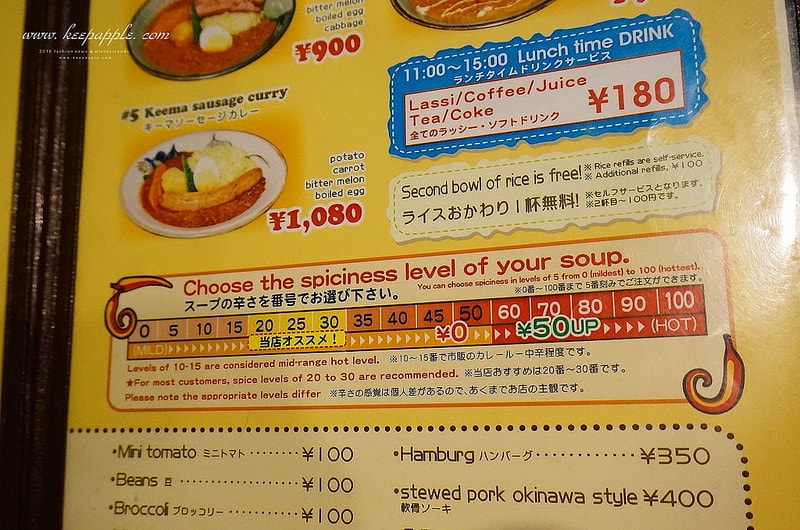 www.keepapple.com
bitter melon
boiled egg
cabbage
¥900
#5 Keema sausage curry
キーマソーセージカレー
potato
carrot
bitter melon
boiled egg
¥1,080
11:00～15:00 Lunch time DRINK
ランチタイムドリンクサービス
Lassi/Coffee/Juice
Tea/Coke
全てのラッシー・ソフトドリンク
¥180
Second bowl of rice is free!
※ Rice refills are self-service.
※ Additional refills, ¥100
ライスおかわり1杯無料!
※セルフサービスとなります。
※2杯目～100円です。
Choose the spiciness level of your soup.
You can choose spiciness in levels of 5 from 0 (mildest) to 100 (hottest).
スープの辛さを番号でお選び下さい。
※0番～100番まで 5番刻みでご注文ができます。
0 5 10 15 20 25 30 35 40 45 50 60 70 80 90 100
(MILD) 当店オススメ! ¥0 ¥50UP (HOT)
Levels of 10-15 are considered mid-range hot level. ※10～15番で市販のカレールー中辛程度です。
★For most customers, spice levels of 20 to 30 are recommended. ※当店おすすめは20番～30番です。
Please note the appropriate levels differ ※辛さの感覚は個人差があるので、あくまでお店の主観です。
・Mini tomato ミニトマト ········ ¥100
・Beans 豆 ·················· ¥100
・Broccoli ブロッコリー ·········· ¥100
・Hamburg ハンバーグ ············ ¥350
・stewed pork okinawa style ¥400
軟骨ソーキ